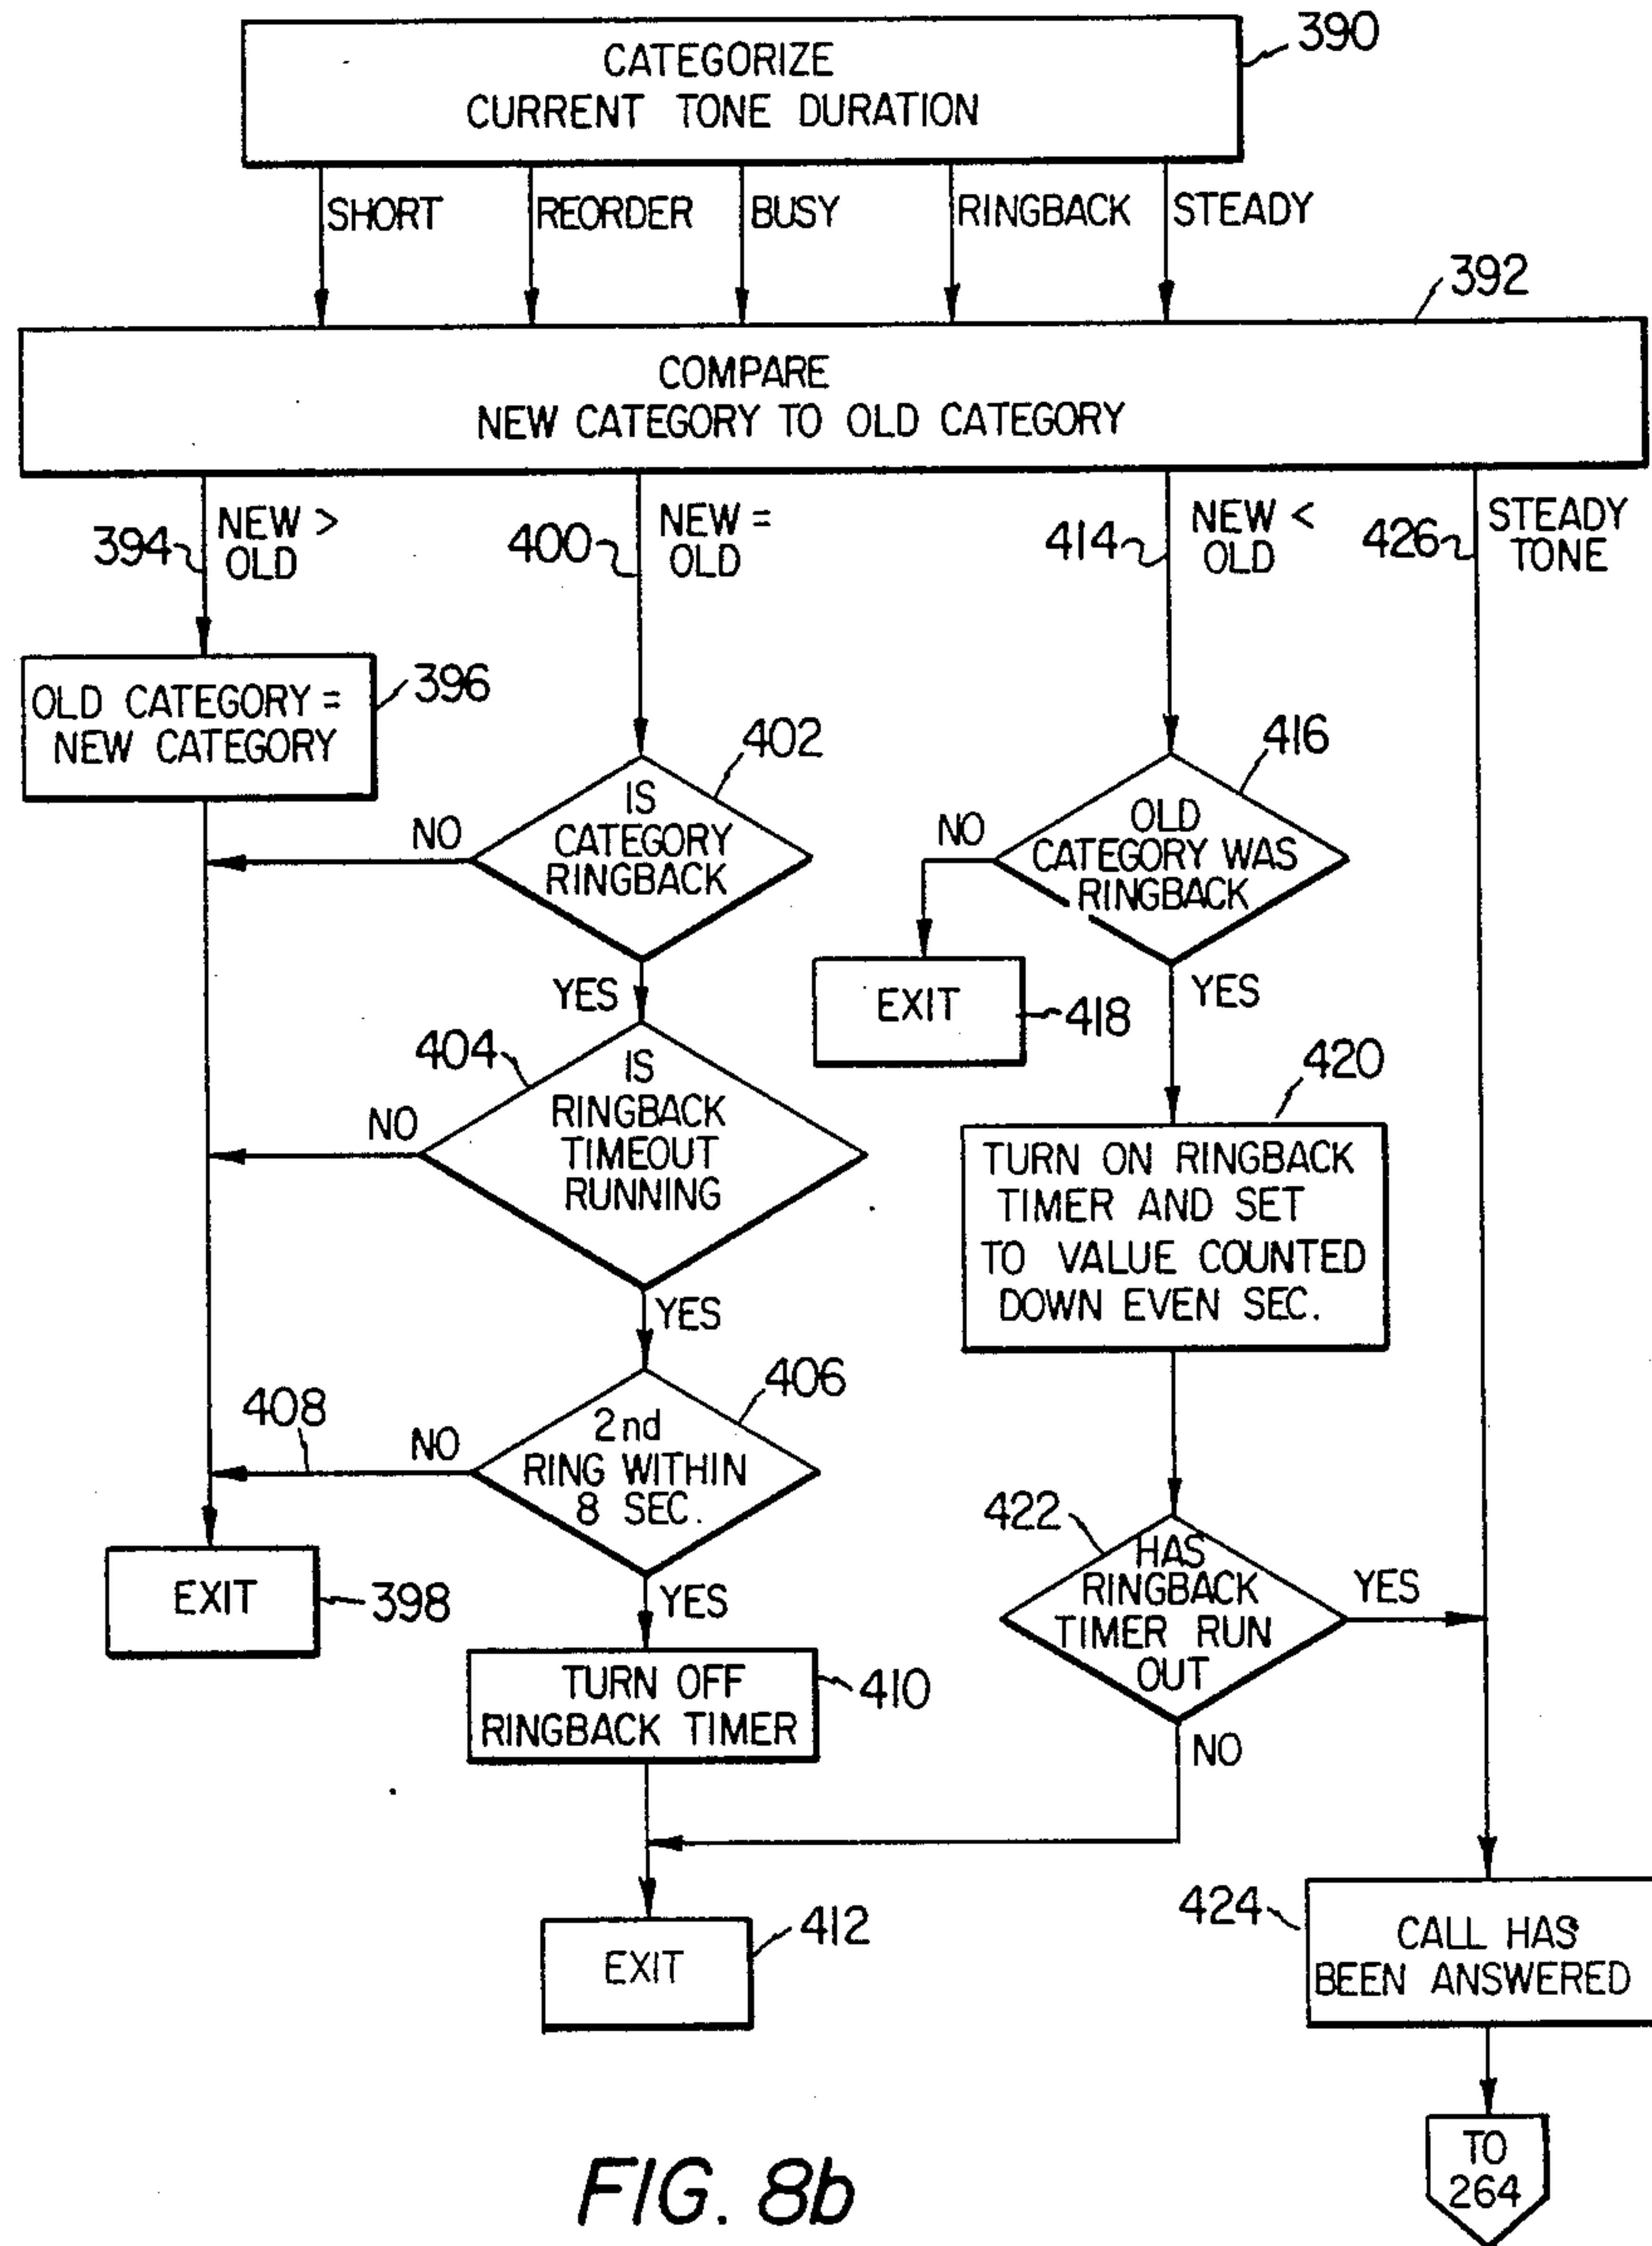 390
CATEGORIZE
CURRENT TONE DURATION
SHORT
REORDER
BUSY
RINGBACK
STEADY
392
COMPARE
NEW CATEGORY TO OLD CATEGORY
394
NEW >
OLD
400
NEW =
OLD
414
NEW <
OLD
426
STEADY
TONE
OLD CATEGORY =
NEW CATEGORY
396
402
IS
CATEGORY
RINGBACK
NO
YES
416
OLD
CATEGORY WAS
RINGBACK
NO
YES
EXIT
418
404
IS
RINGBACK
TIMEOUT
RUNNING
NO
YES
420
TURN ON RINGBACK
TIMER AND SET
TO VALUE COUNTED
DOWN EVEN SEC.
406
2nd
RING WITHIN
8 SEC.
408
NO
YES
EXIT
398
TURN OFF
RINGBACK TIMER
410
422
HAS
RINGBACK
TIMER RUN
OUT
YES
NO
EXIT
412
424
CALL HAS
BEEN ANSWERED
TO
264
FIG. 8b